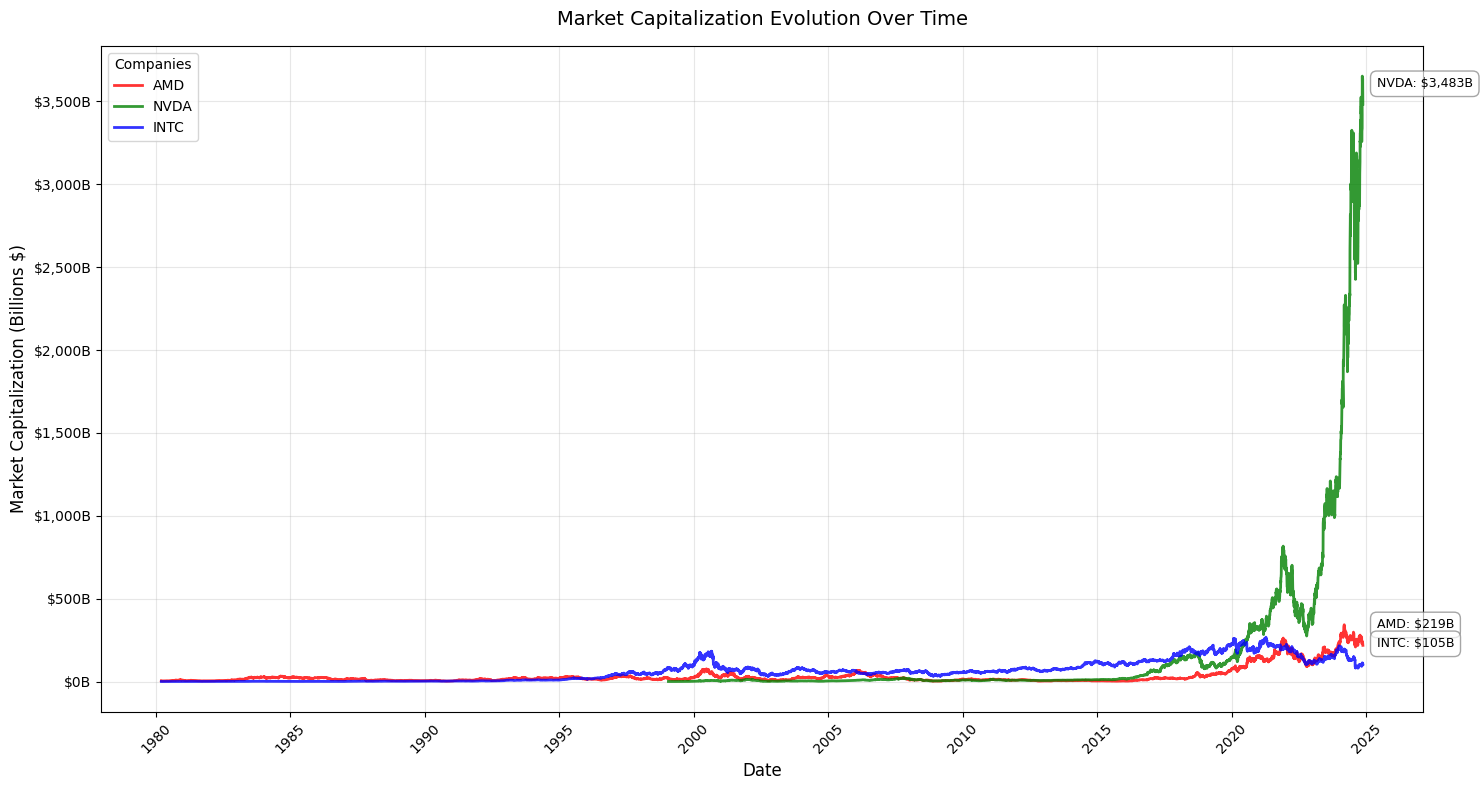 Market Capitalization Evolution Over Time
Companies
AMD
NVDA
INTC
Market Capitalization (Billions $)
$3,500B
$3,000B
$2,500B
$2,000B
$1,500B
$1,000B
$500B
$0B
NVDA: $3,483B
AMD: $219B
INTC: $105B
1980
1985
1990
1995
2000
2005
2010
2015
2020
2025
Date